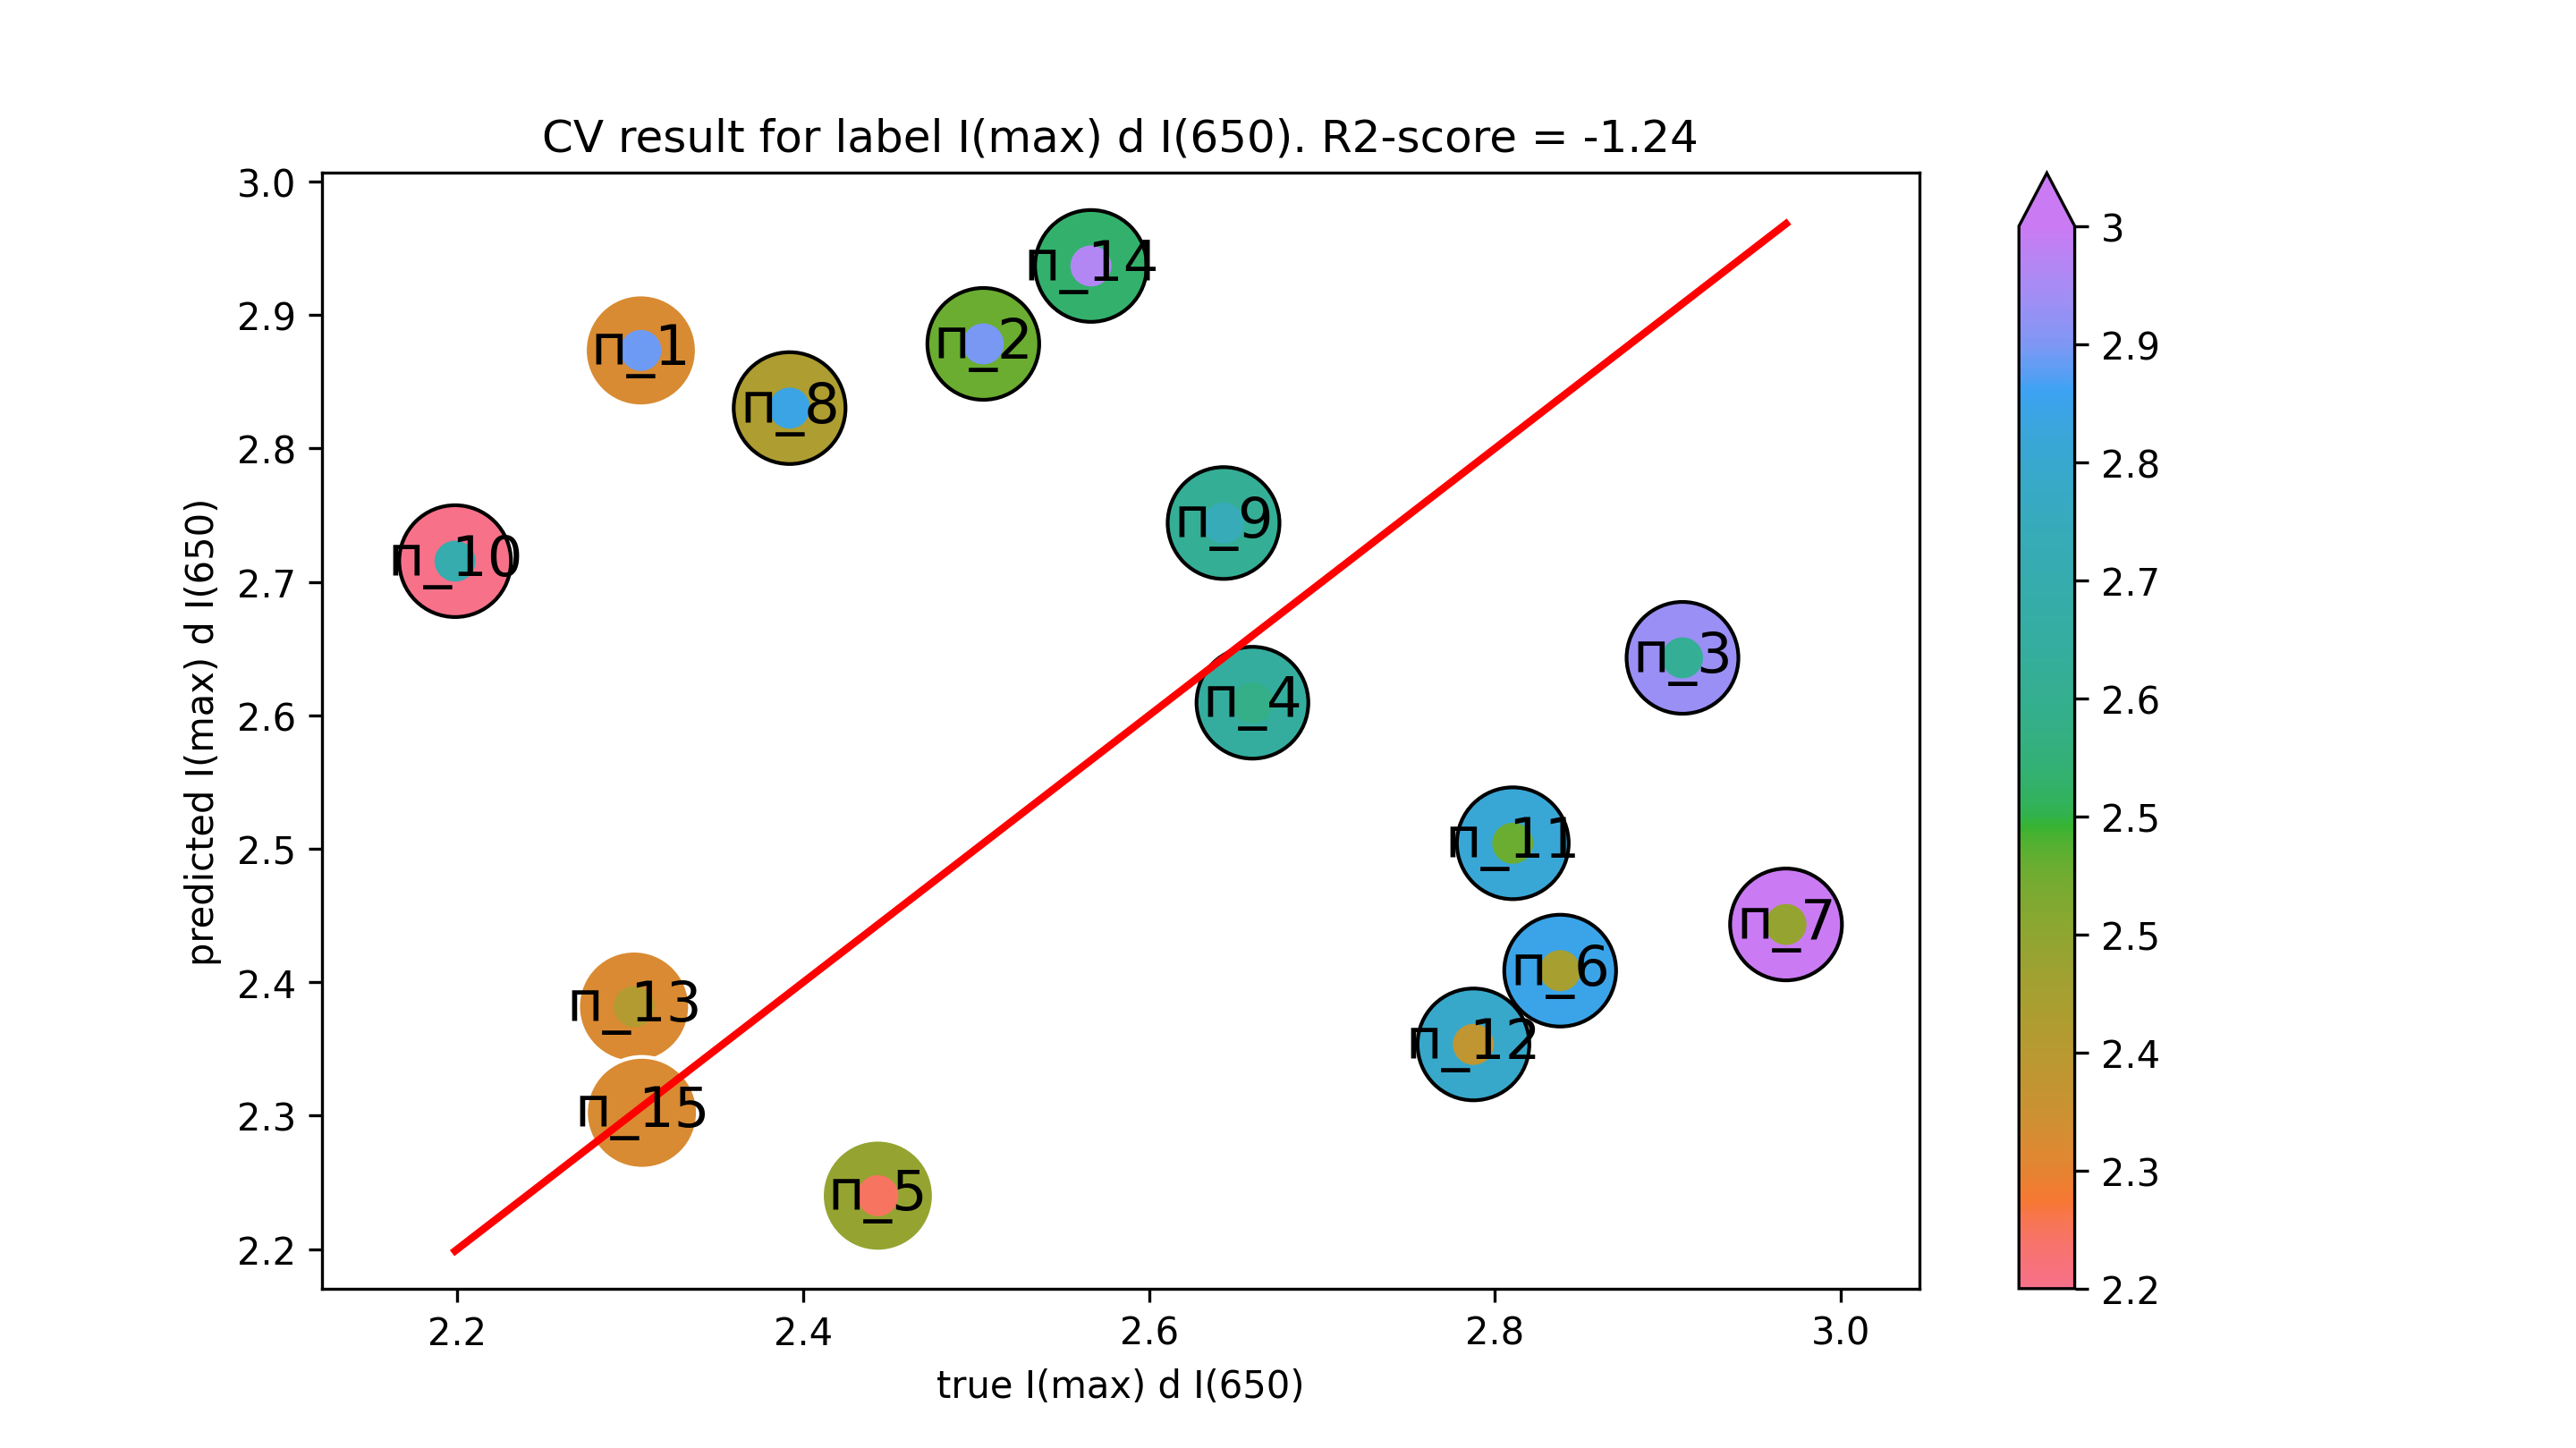 CV result for label I(max) d I(650). R2-score = -1.24
predicted I(max) d I(650)
3.0
2.9
2.8
2.7
2.6
2.5
2.4
2.3
2.2
п_14
п_2
п_1
п_8
п_9
п_10
п_3
п_4
п_11
п_7
п_6
п_13
п_12
п_15
п_5
2.2 2.4 2.6 2.8 3.0
true I(max) d I(650)
3
2.9
2.8
2.7
2.6
2.5
2.5
2.4
2.3
2.2